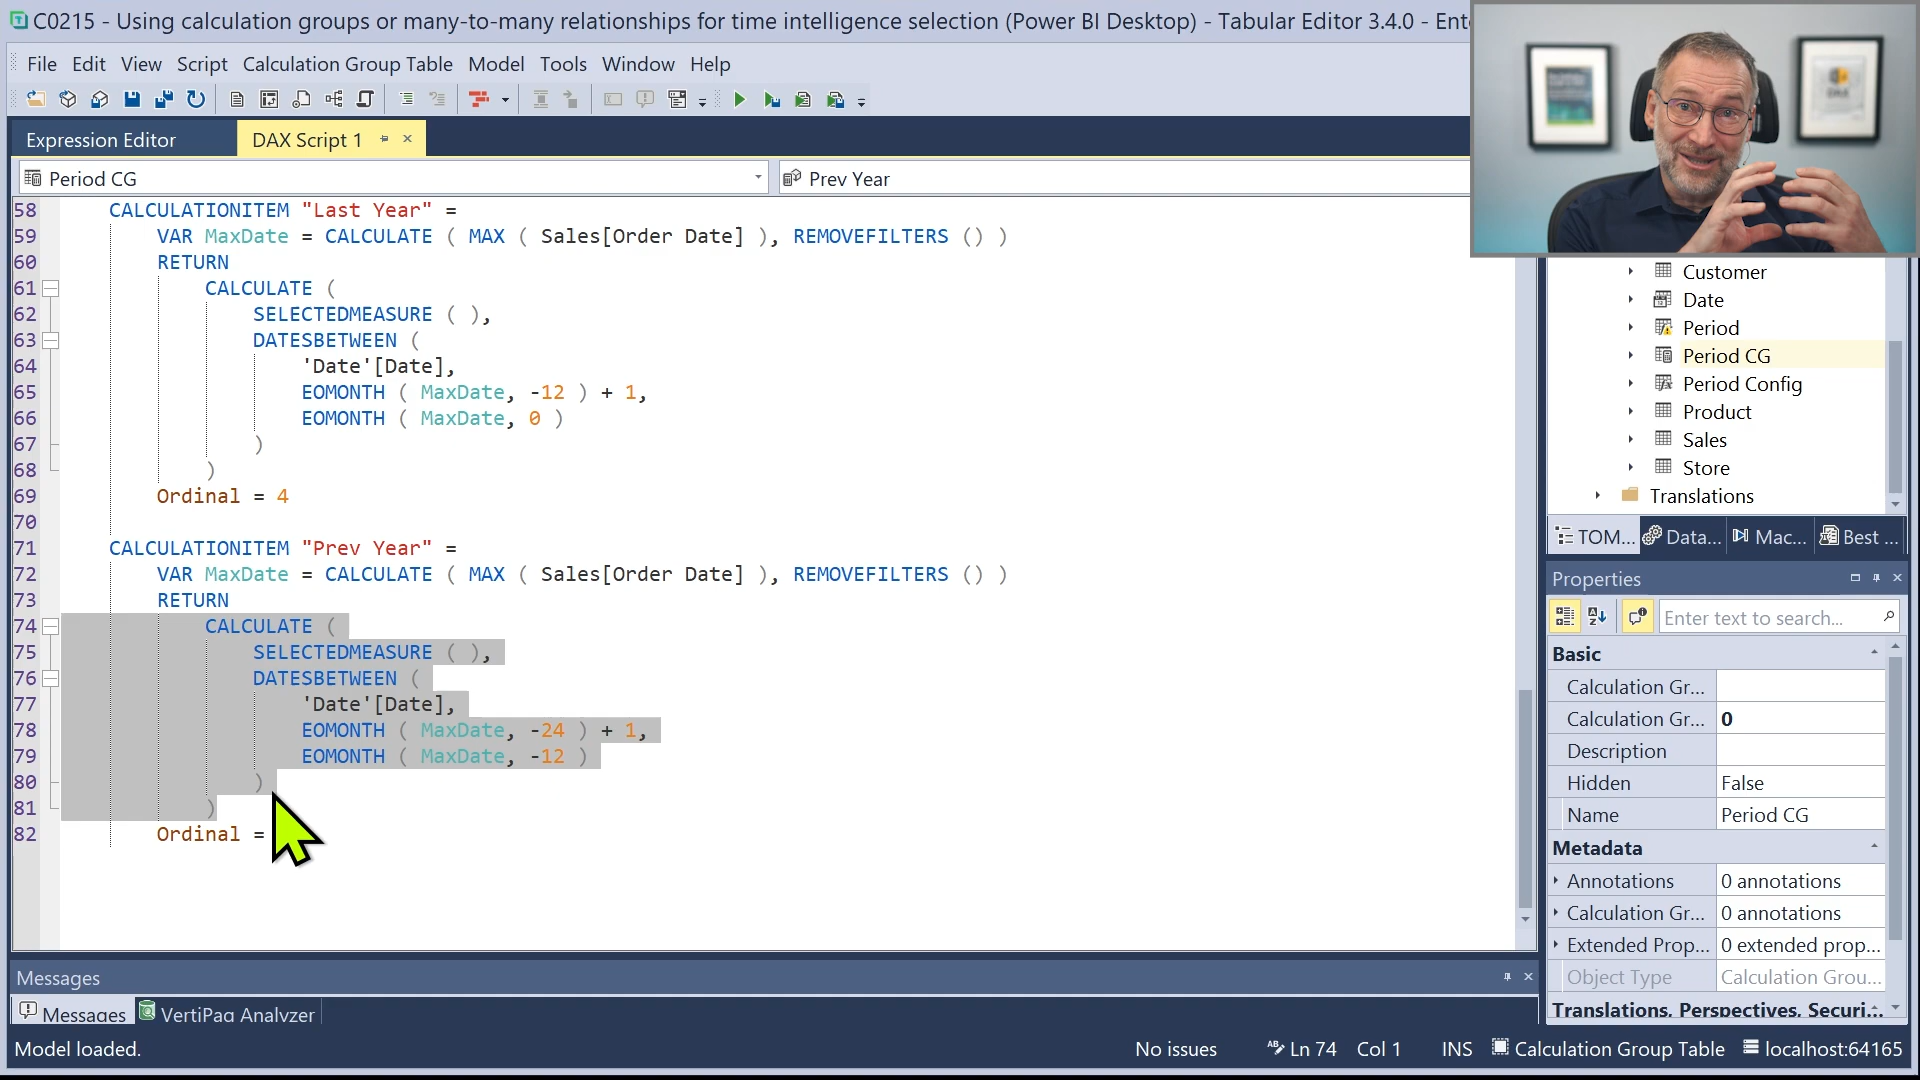 C0215 - Using calculation groups or many-to-many relationships for time intelligence selection (Power BI Desktop) - Tabular Editor 3.4.0 - Ent
File Edit View Script Calculation Group Table Model Tools Window Help
Expression Editor
DAX Script 1
Period CG
Prev Year
58 CALCULATIONITEM "Last Year" =
59 VAR MaxDate = CALCULATE ( MAX ( Sales[Order Date] ), REMOVEFILTERS () )
60 RETURN
61 CALCULATE (
62 SELECTEDMEASURE ( ),
63 DATESBETWEEN (
64 'Date'[Date],
65 EOMONTH ( MaxDate, -12 ) + 1,
66 EOMONTH ( MaxDate, 0 )
67 )
68 )
69 Ordinal = 4
70
71 CALCULATIONITEM "Prev Year" =
72 VAR MaxDate = CALCULATE ( MAX ( Sales[Order Date] ), REMOVEFILTERS () )
73 RETURN
74 CALCULATE (
75 SELECTEDMEASURE ( ),
76 DATESBETWEEN (
77 'Date'[Date],
78 EOMONTH ( MaxDate, -24 ) + 1,
79 EOMONTH ( MaxDate, -12 )
80 )
81 )
82 Ordinal =
Customer
Date
Period
Period CG
Period Config
Product
Sales
Store
Translations
TOM... Data... Mac... Best ...
Properties
Enter text to search...
Basic
Calculation Gr...
Calculation Gr... 0
Description
Hidden False
Name Period CG
Metadata
Annotations 0 annotations
Calculation Gr... 0 annotations
Extended Prop... 0 extended prop...
Object Type Calculation Grou...
Translations, Perspectives, Securi...
Messages
Messages VertiPaq Analyzer
Model loaded.
No issues Ln 74 Col 1 INS Calculation Group Table localhost:64165